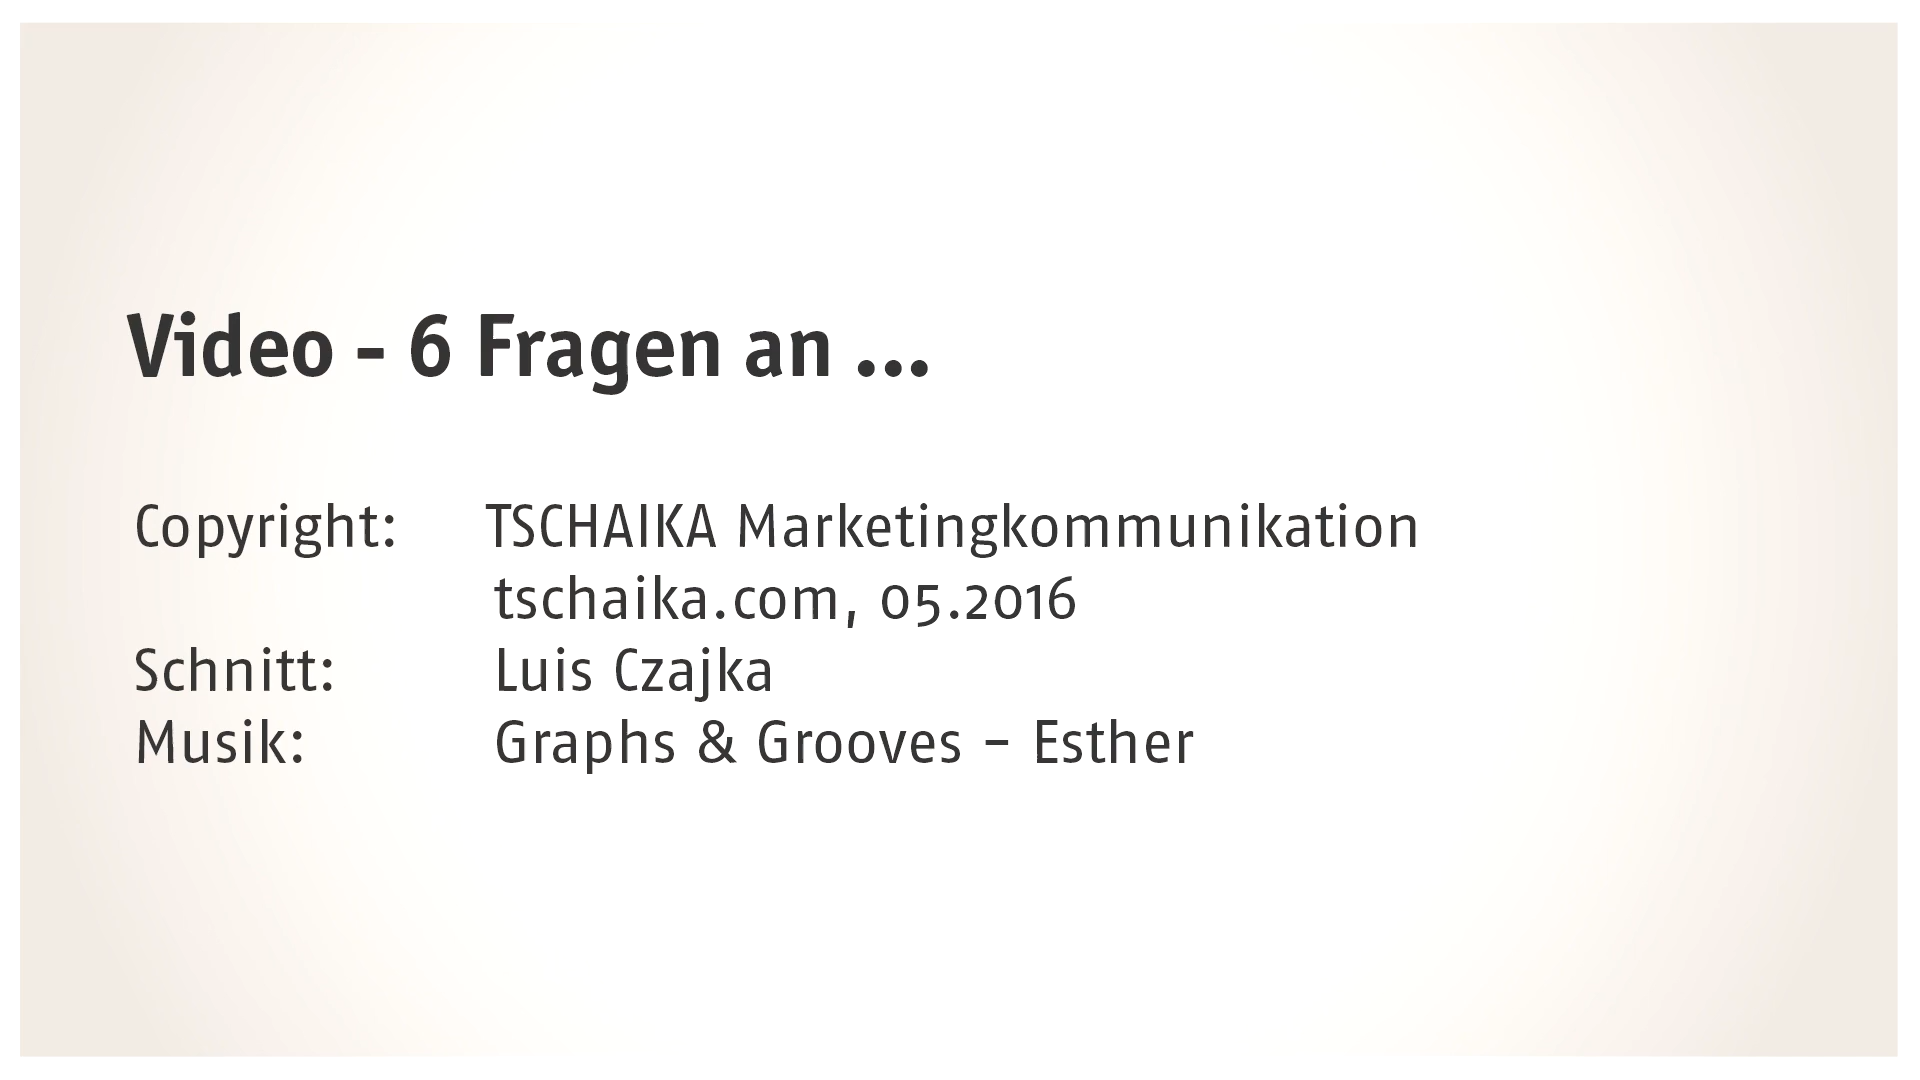 Video - 6 Fragen an ...
Copyright: TSCHAIKA Marketingkommunikation
tschaika.com, 05.2016
Schnitt: Luis Czajka
Musik: Graphs & Grooves – Esther